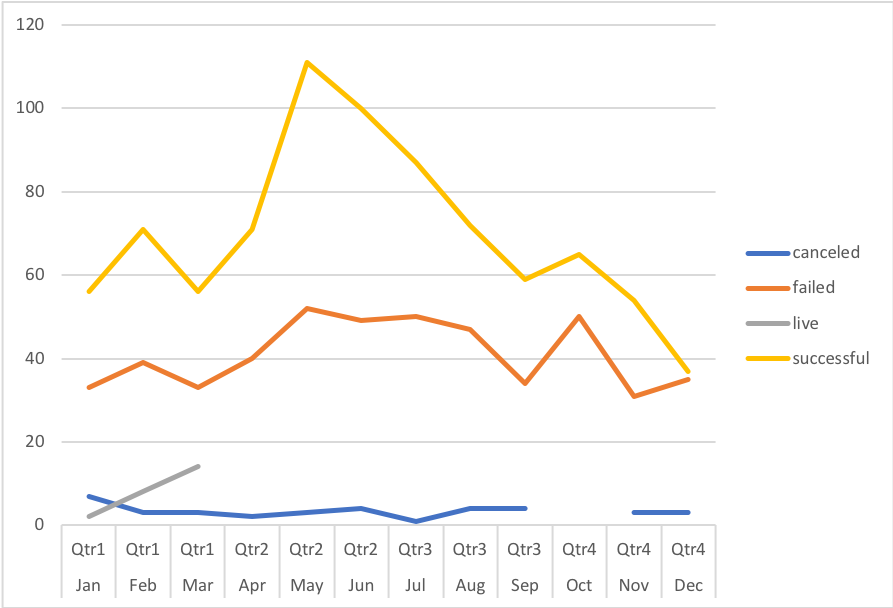 120
100
80
60
40
20
0
Qtr1 Qtr1 Qtr1 Qtr2 Qtr2 Qtr2 Qtr3 Qtr3 Qtr3 Qtr4 Qtr4 Qtr4
Jan Feb Mar Apr May Jun Jul Aug Sep Oct Nov Dec
canceled
failed
live
successful